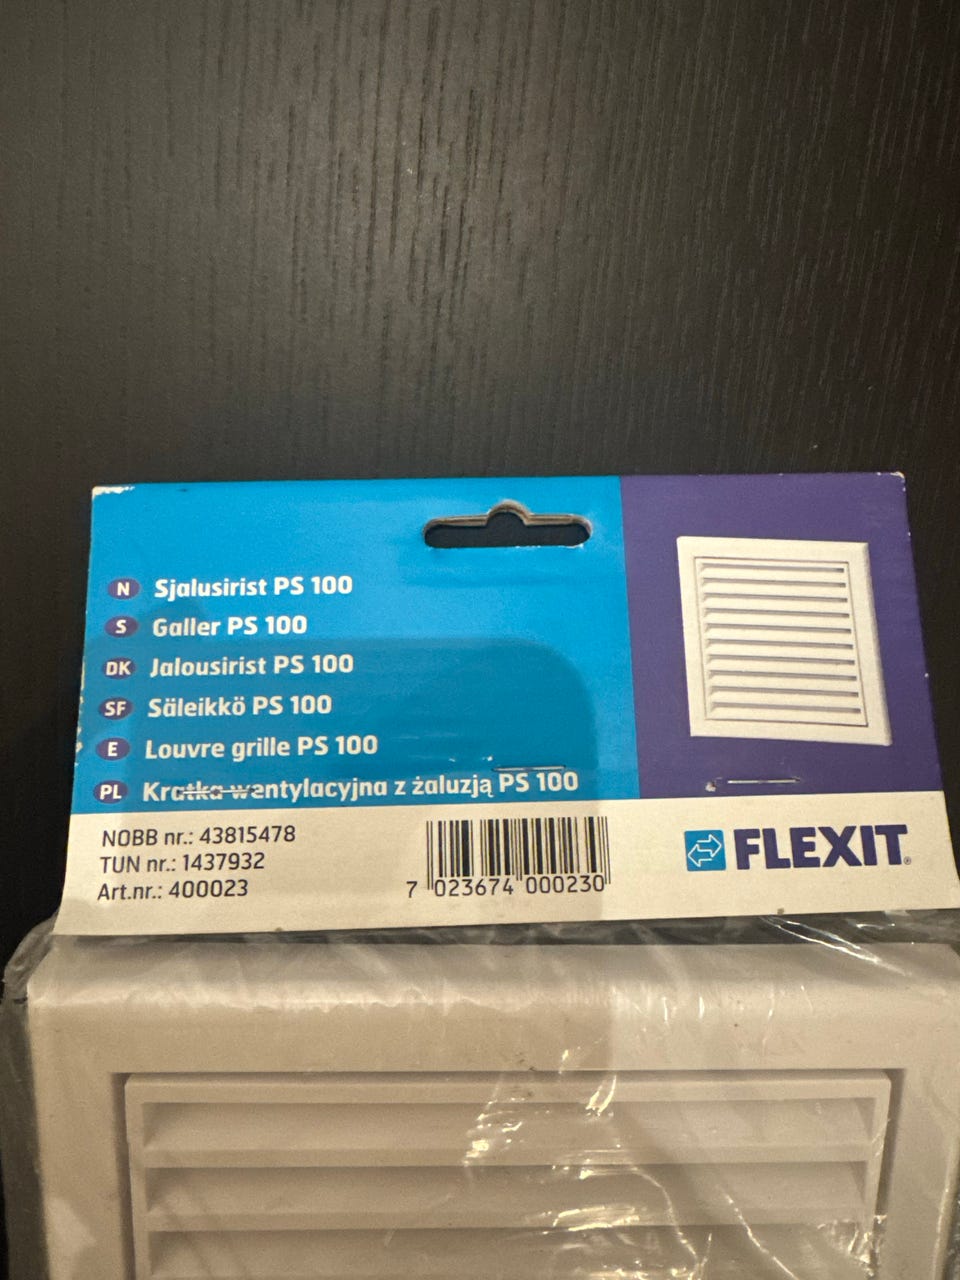 N Sjalusirist PS 100
S Galler PS 100
DK Jalousirist PS 100
SF Säleikkö PS 100
E Louvre grille PS 100
PL Kratka wentylacyjna z żaluzją PS 100
NOBB nr.: 43815478
TUN nr.: 1437932
Art.nr.: 400023
7 023674 000230
FLEXIT®